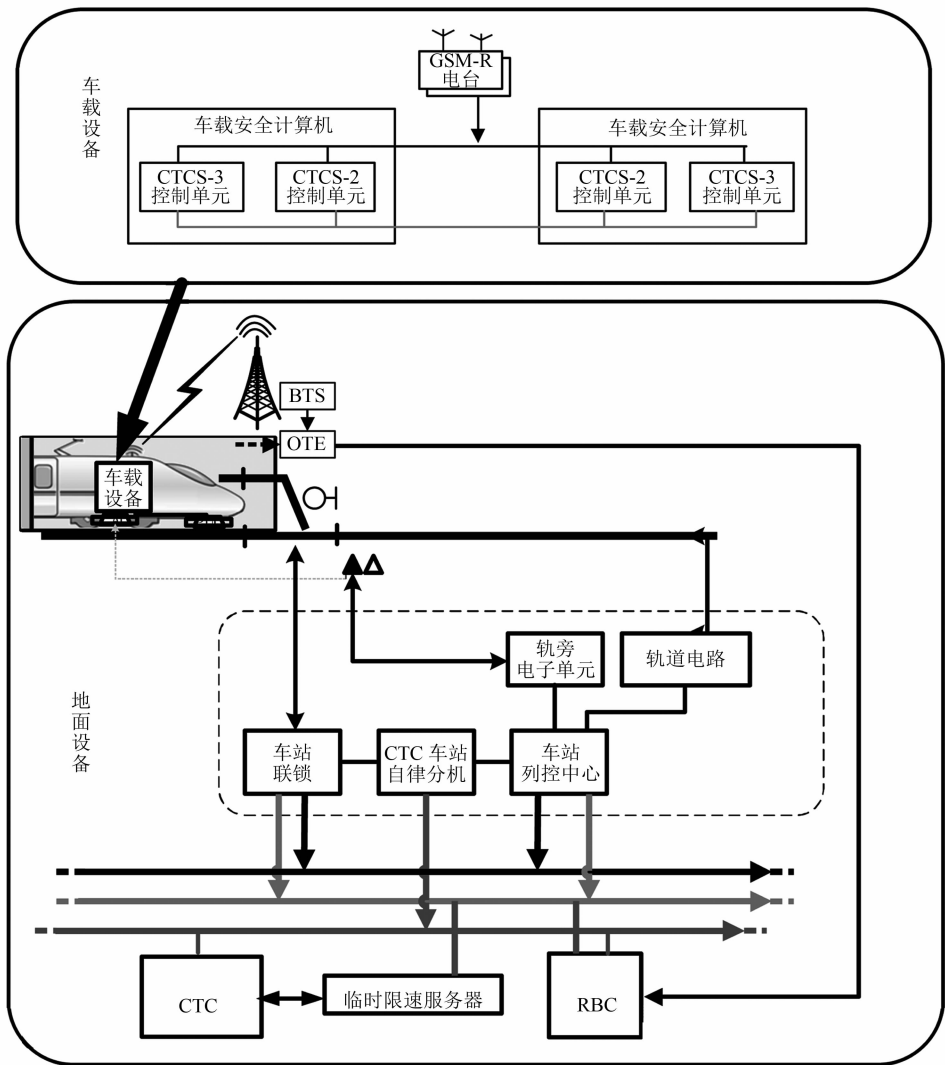 车载设备
GSM-R
电台
车载安全计算机
车载安全计算机
CTCS-3
控制单元
CTCS-2
控制单元
CTCS-2
控制单元
CTCS-3
控制单元
BTS
OTE
车载
设备
地面设备
轨旁
电子单元
轨道电路
车站
联锁
CTC 车站
自律分机
车站
列控中心
CTC
临时限速服务器
RBC